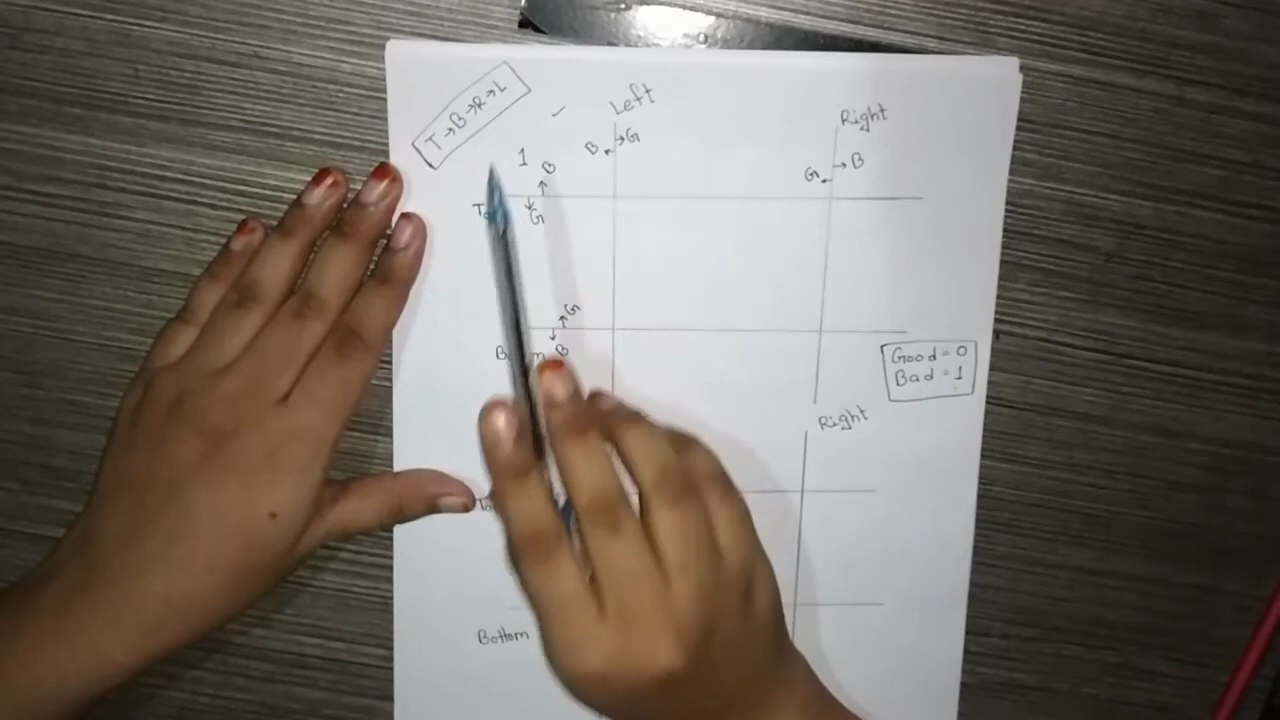 T→B→R→L
Left
Right
1
B
B
→G
G
→B
G
G
B
Good = 0
Bad = 1
Right
Bottom